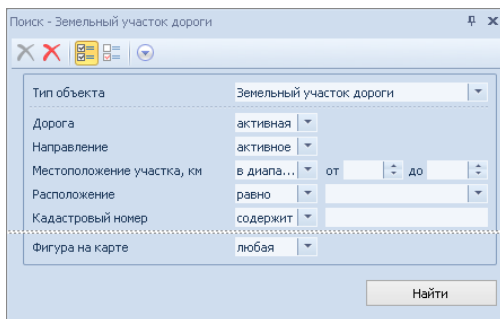 Поиск - Земельный участок дороги
Тип объекта Земельный участок дороги
Дорога активная
Направление активное
Местоположение участка, км в диапа... от до
Расположение равно
Кадастровый номер содержит
Фигура на карте любая
Найти